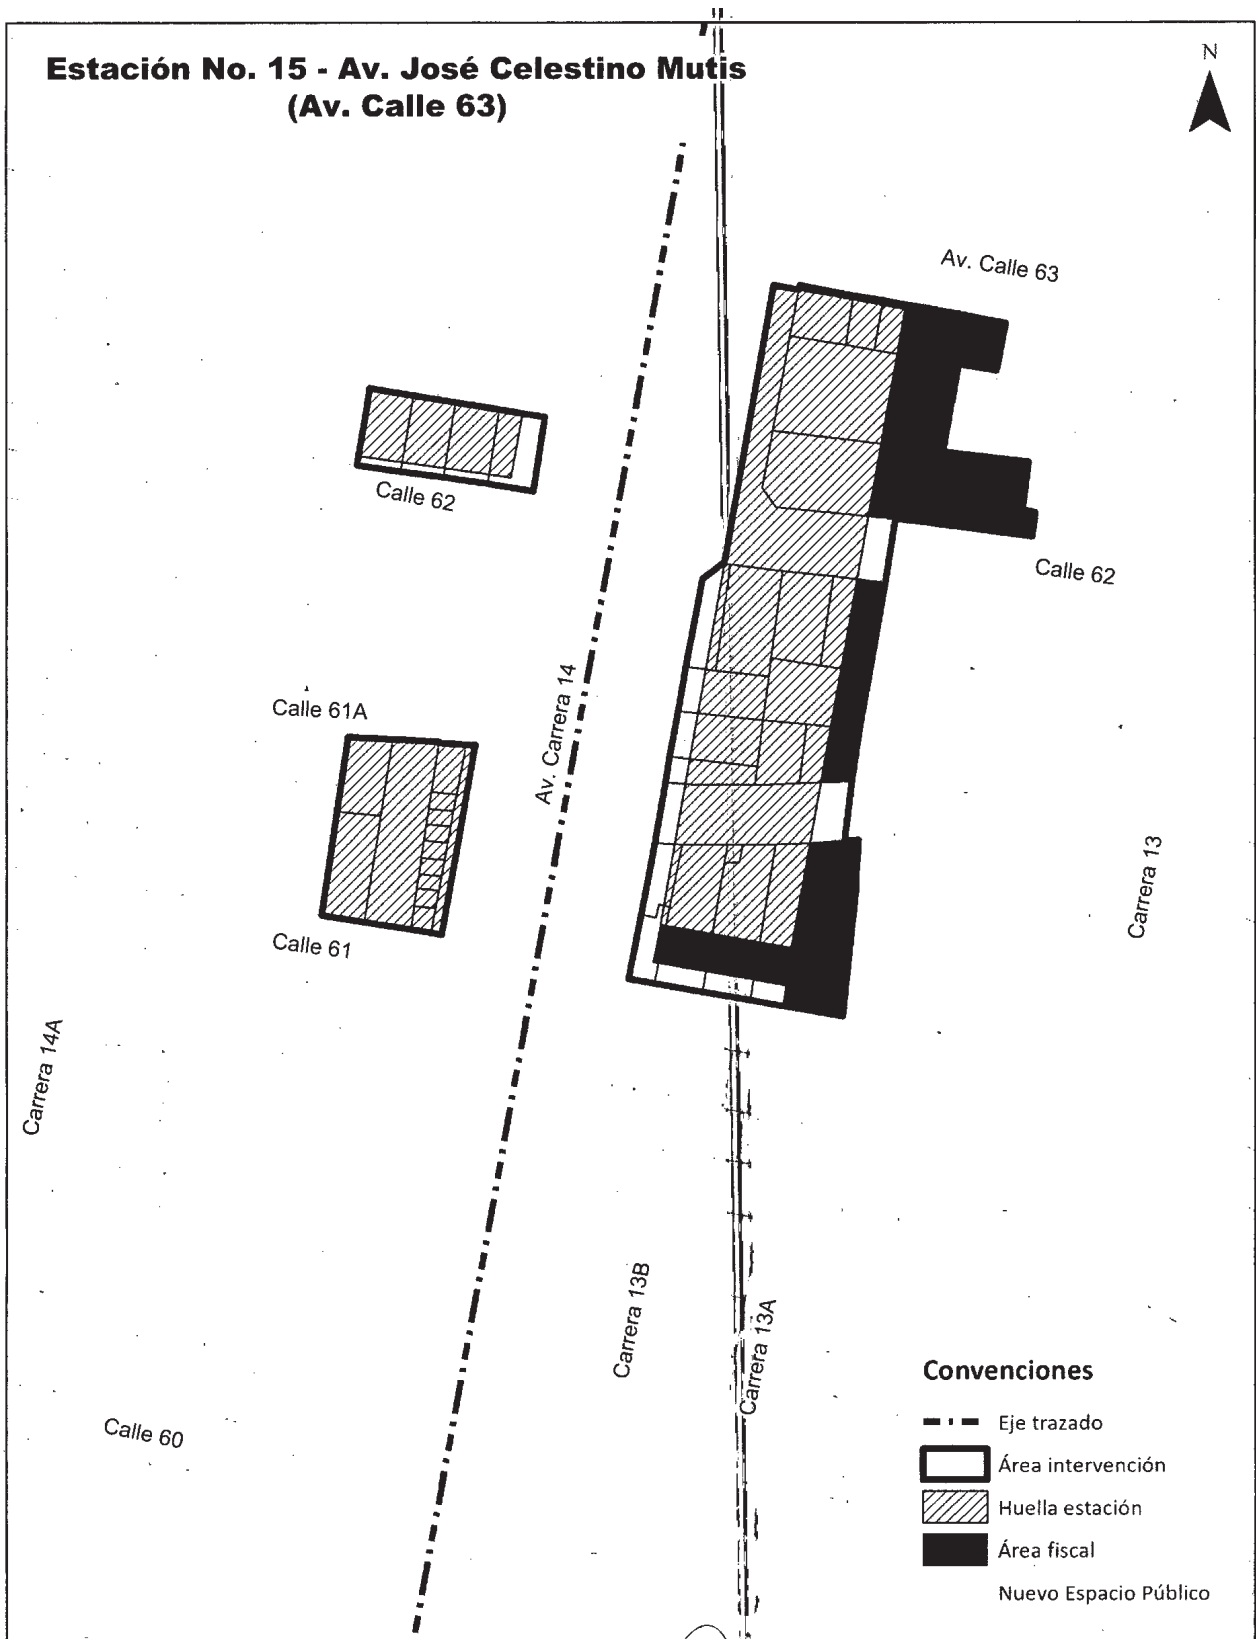 Estación No. 15 - Av. José Celestino Mutis
(Av. Calle 63)
N
Av. Calle 63
Calle 62
Calle 62
Av. Carrera 14
Calle 61A
Carrera 13
Calle 61
Carrera 14A
Carrera 13B
Carrera 13A
Calle 60
Convenciones
Eje trazado
Área intervención
Huella estación
Área fiscal
Nuevo Espacio Público